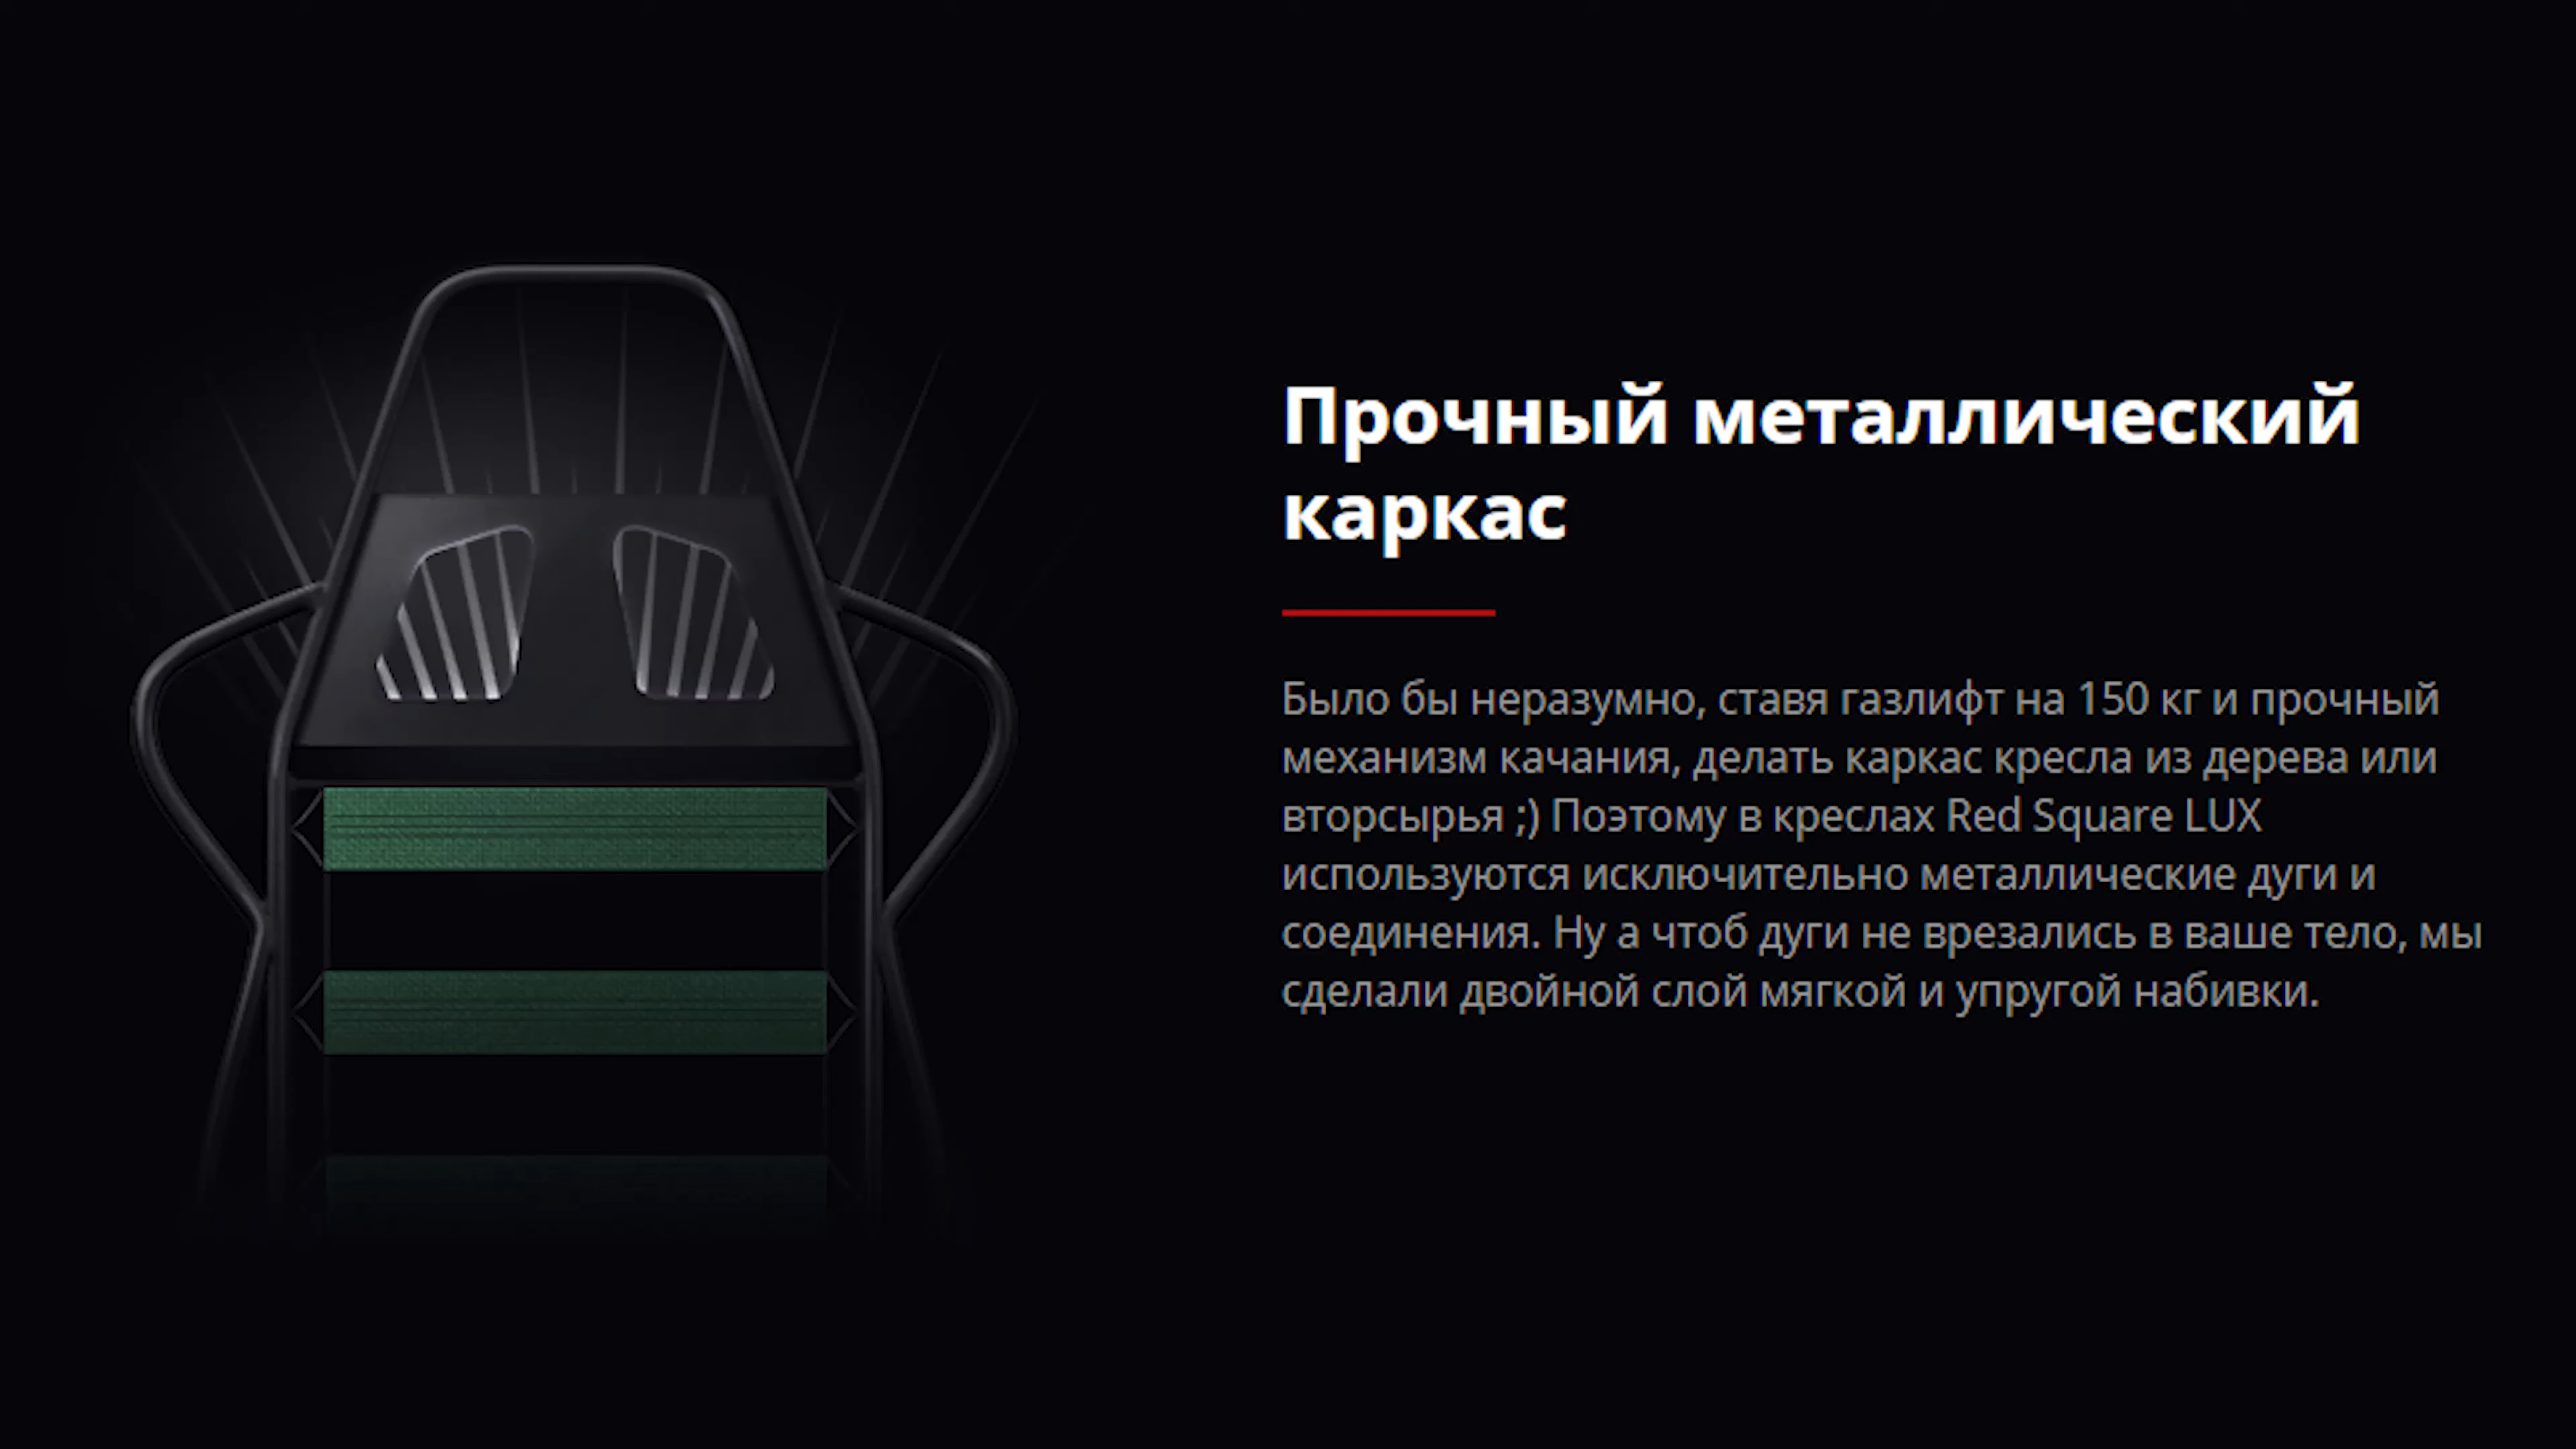 Прочный металлический
каркас
Было бы неразумно, ставя газлифт на 150 кг и прочный
механизм качания, делать каркас кресла из дерева или
вторсырья ;) Поэтому в креслах Red Square LUX
используются исключительно металлические дуги и
соединения. Ну а чтоб дуги не врезались в ваше тело, мы
сделали двойной слой мягкой и упругой набивки.